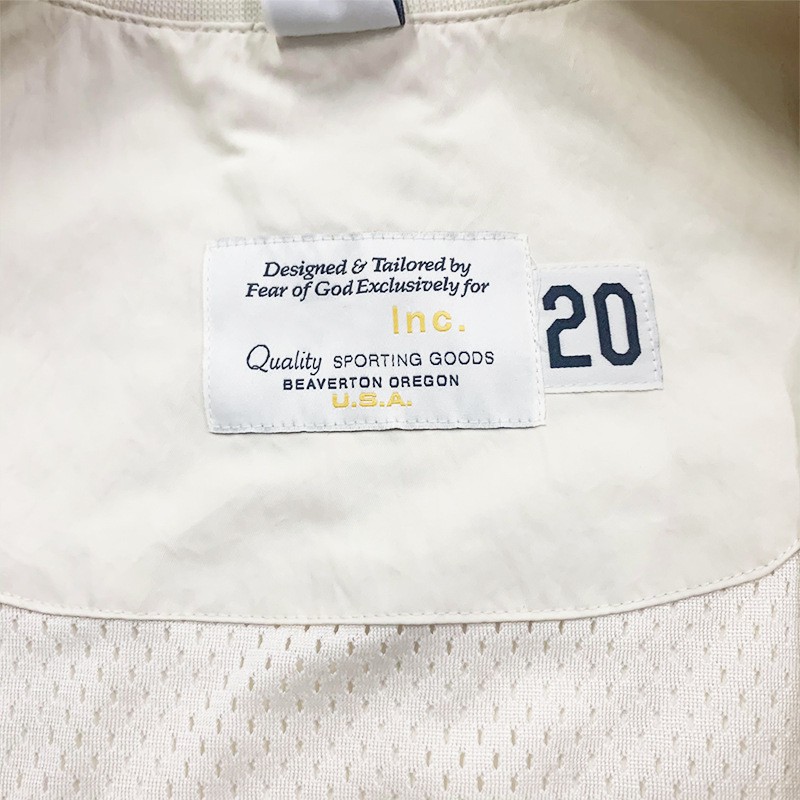 Designed & Tailored by
Fear of God Exclusively for
Inc.
Quality SPORTING GOODS
BEAVERTON OREGON
U.S.A.
20